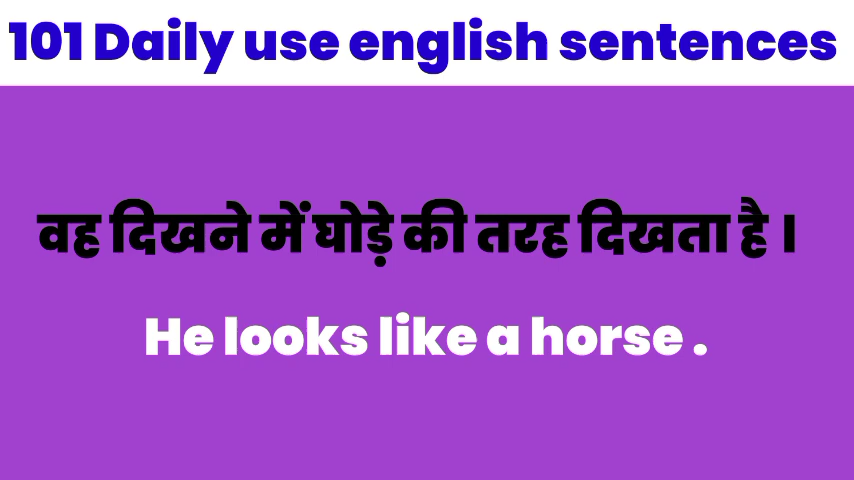 101 Daily use english sentences
वह दिखने में घोड़े की तरह दिखता है ।
He looks like a horse .